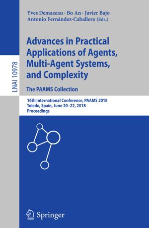 Yves Demazeau · Bo An · Javier Bajo
Antonio Fernández-Caballero (Eds.)
LNAI 10978
Advances in Practical
Applications of Agents,
Multi-Agent Systems,
and Complexity
The PAAMS Collection
16th International Conference, PAAMS 2018
Toledo, Spain, June 20–22, 2018
Proceedings
Springer